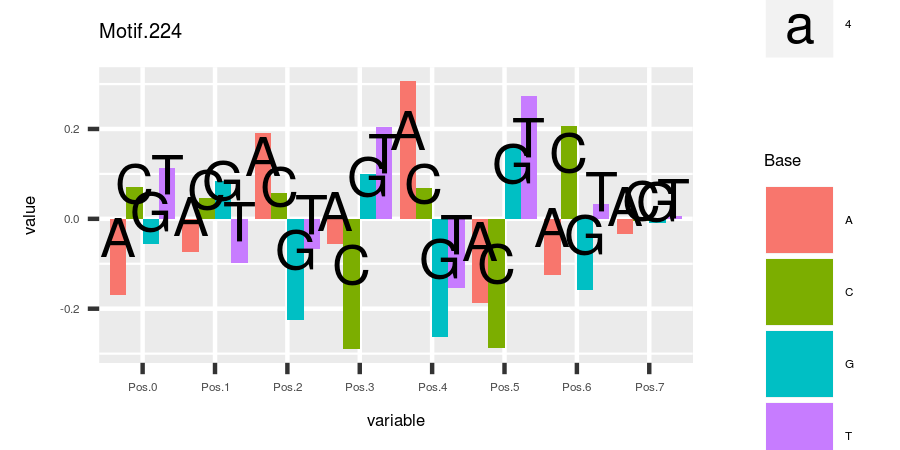 Motif.224
a 4
0.2
0.0
-0.2
value
A C G T A C G T A C G T A C G T A C G T A C G T A C G T A C G T
Pos.0 Pos.1 Pos.2 Pos.3 Pos.4 Pos.5 Pos.6 Pos.7
variable
Base
A
C
G
T